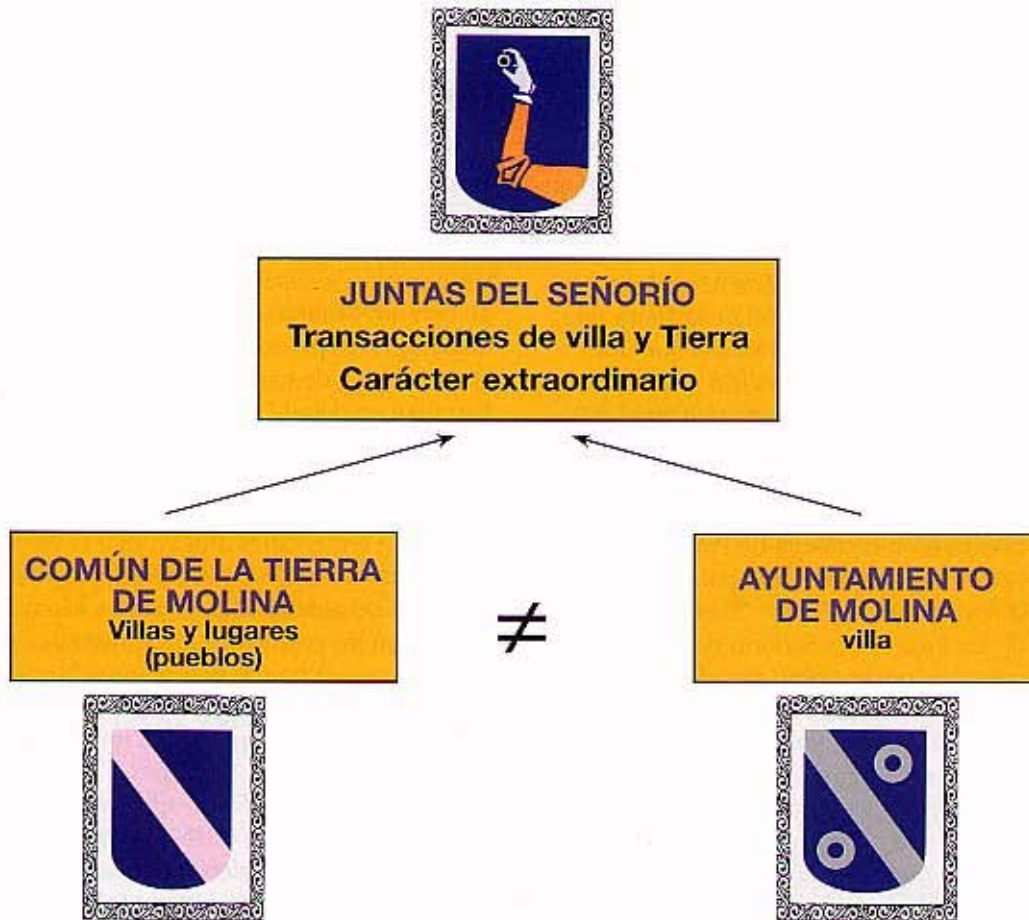 JUNTAS DEL SEÑORÍO
Transacciones de villa y Tierra
Carácter extraordinario
COMÚN DE LA TIERRA
DE MOLINA
Villas y lugares
(pueblos)
≠
AYUNTAMIENTO
DE MOLINA
villa